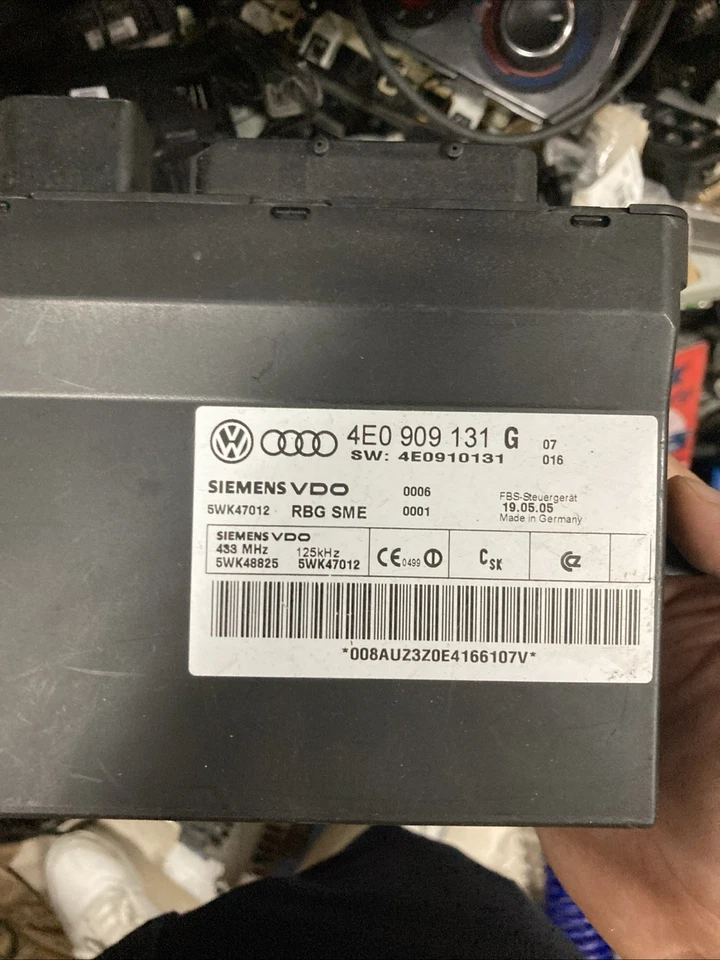 4E0 909 131 G 07
SW: 4E0910131 016
SIEMENS VDO 0006 FBS-Steuergerät
5WK47012 RBG SME 0001 19.05.05
Made in Germany
SIEMENS VDO
433 MHz 125kHz CE 0499 CSK
5WK48825 5WK47012
*008AUZ3Z0E4166107V*